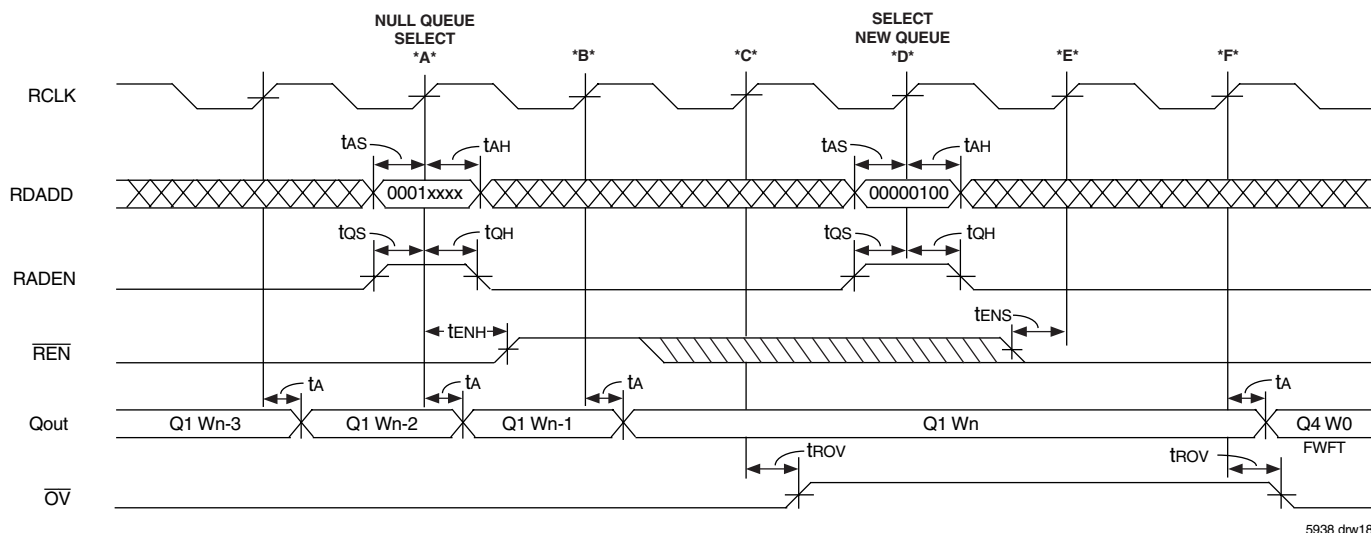 NULL QUEUE
SELECT
*A*
*B*
*C*
SELECT
NEW QUEUE
*D*
*E*
*F*
RCLK
tAS
tAH
tAS
tAH
RDADD
0001xxxx
00000100
tQS
tQH
tQS
tQH
RADEN
tENH
tENS
REN
tA
tA
tA
tA
Qout
Q1 Wn-3
Q1 Wn-2
Q1 Wn-1
Q1 Wn
Q4 W0
FWFT
tROV
tROV
OV
5938 drw18